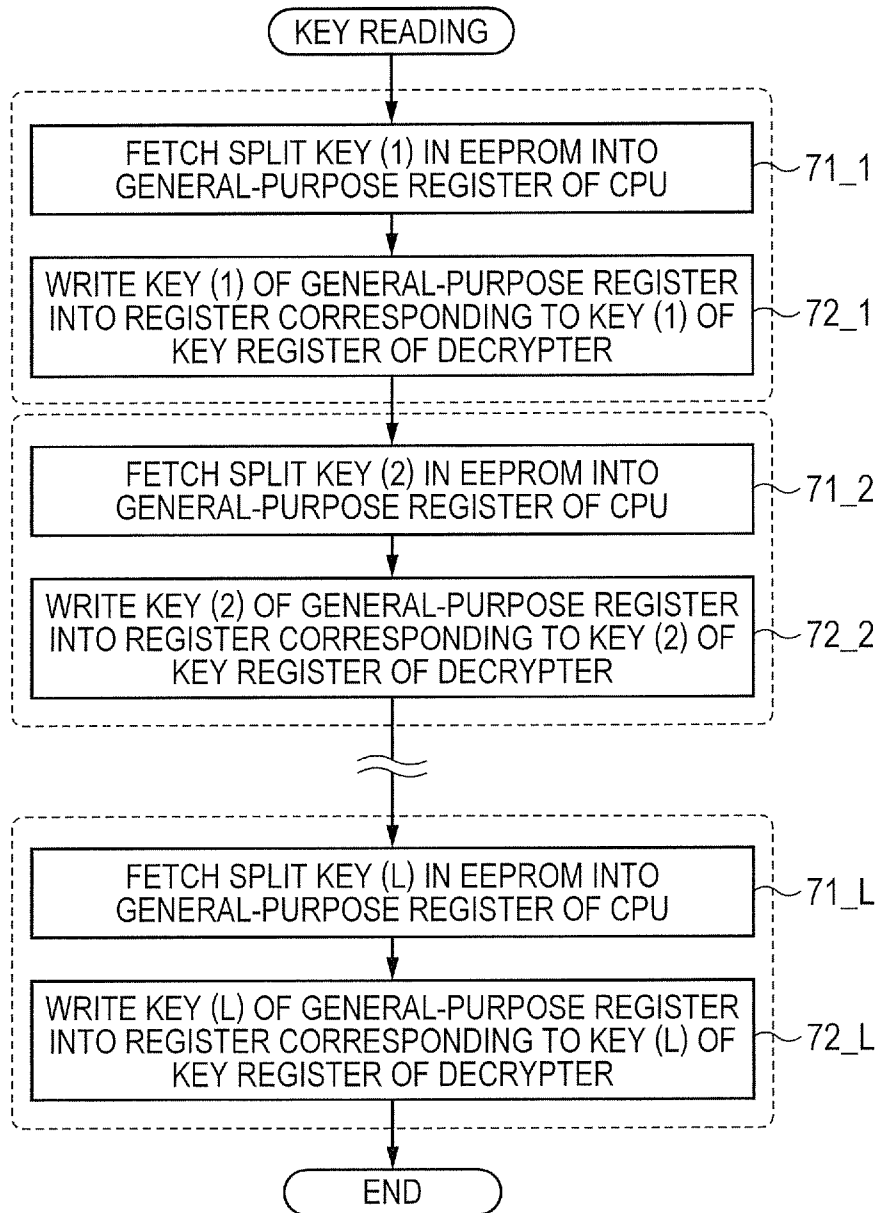 KEY READING
FETCH SPLIT KEY (1) IN EEPROM INTO
GENERAL-PURPOSE REGISTER OF CPU
71_1
WRITE KEY (1) OF GENERAL-PURPOSE REGISTER
INTO REGISTER CORRESPONDING TO KEY (1) OF
KEY REGISTER OF DECRYPTER
72_1
FETCH SPLIT KEY (2) IN EEPROM INTO
GENERAL-PURPOSE REGISTER OF CPU
71_2
WRITE KEY (2) OF GENERAL-PURPOSE REGISTER
INTO REGISTER CORRESPONDING TO KEY (2) OF
KEY REGISTER OF DECRYPTER
72_2
FETCH SPLIT KEY (L) IN EEPROM INTO
GENERAL-PURPOSE REGISTER OF CPU
71_L
WRITE KEY (L) OF GENERAL-PURPOSE REGISTER
INTO REGISTER CORRESPONDING TO KEY (L) OF
KEY REGISTER OF DECRYPTER
72_L
END